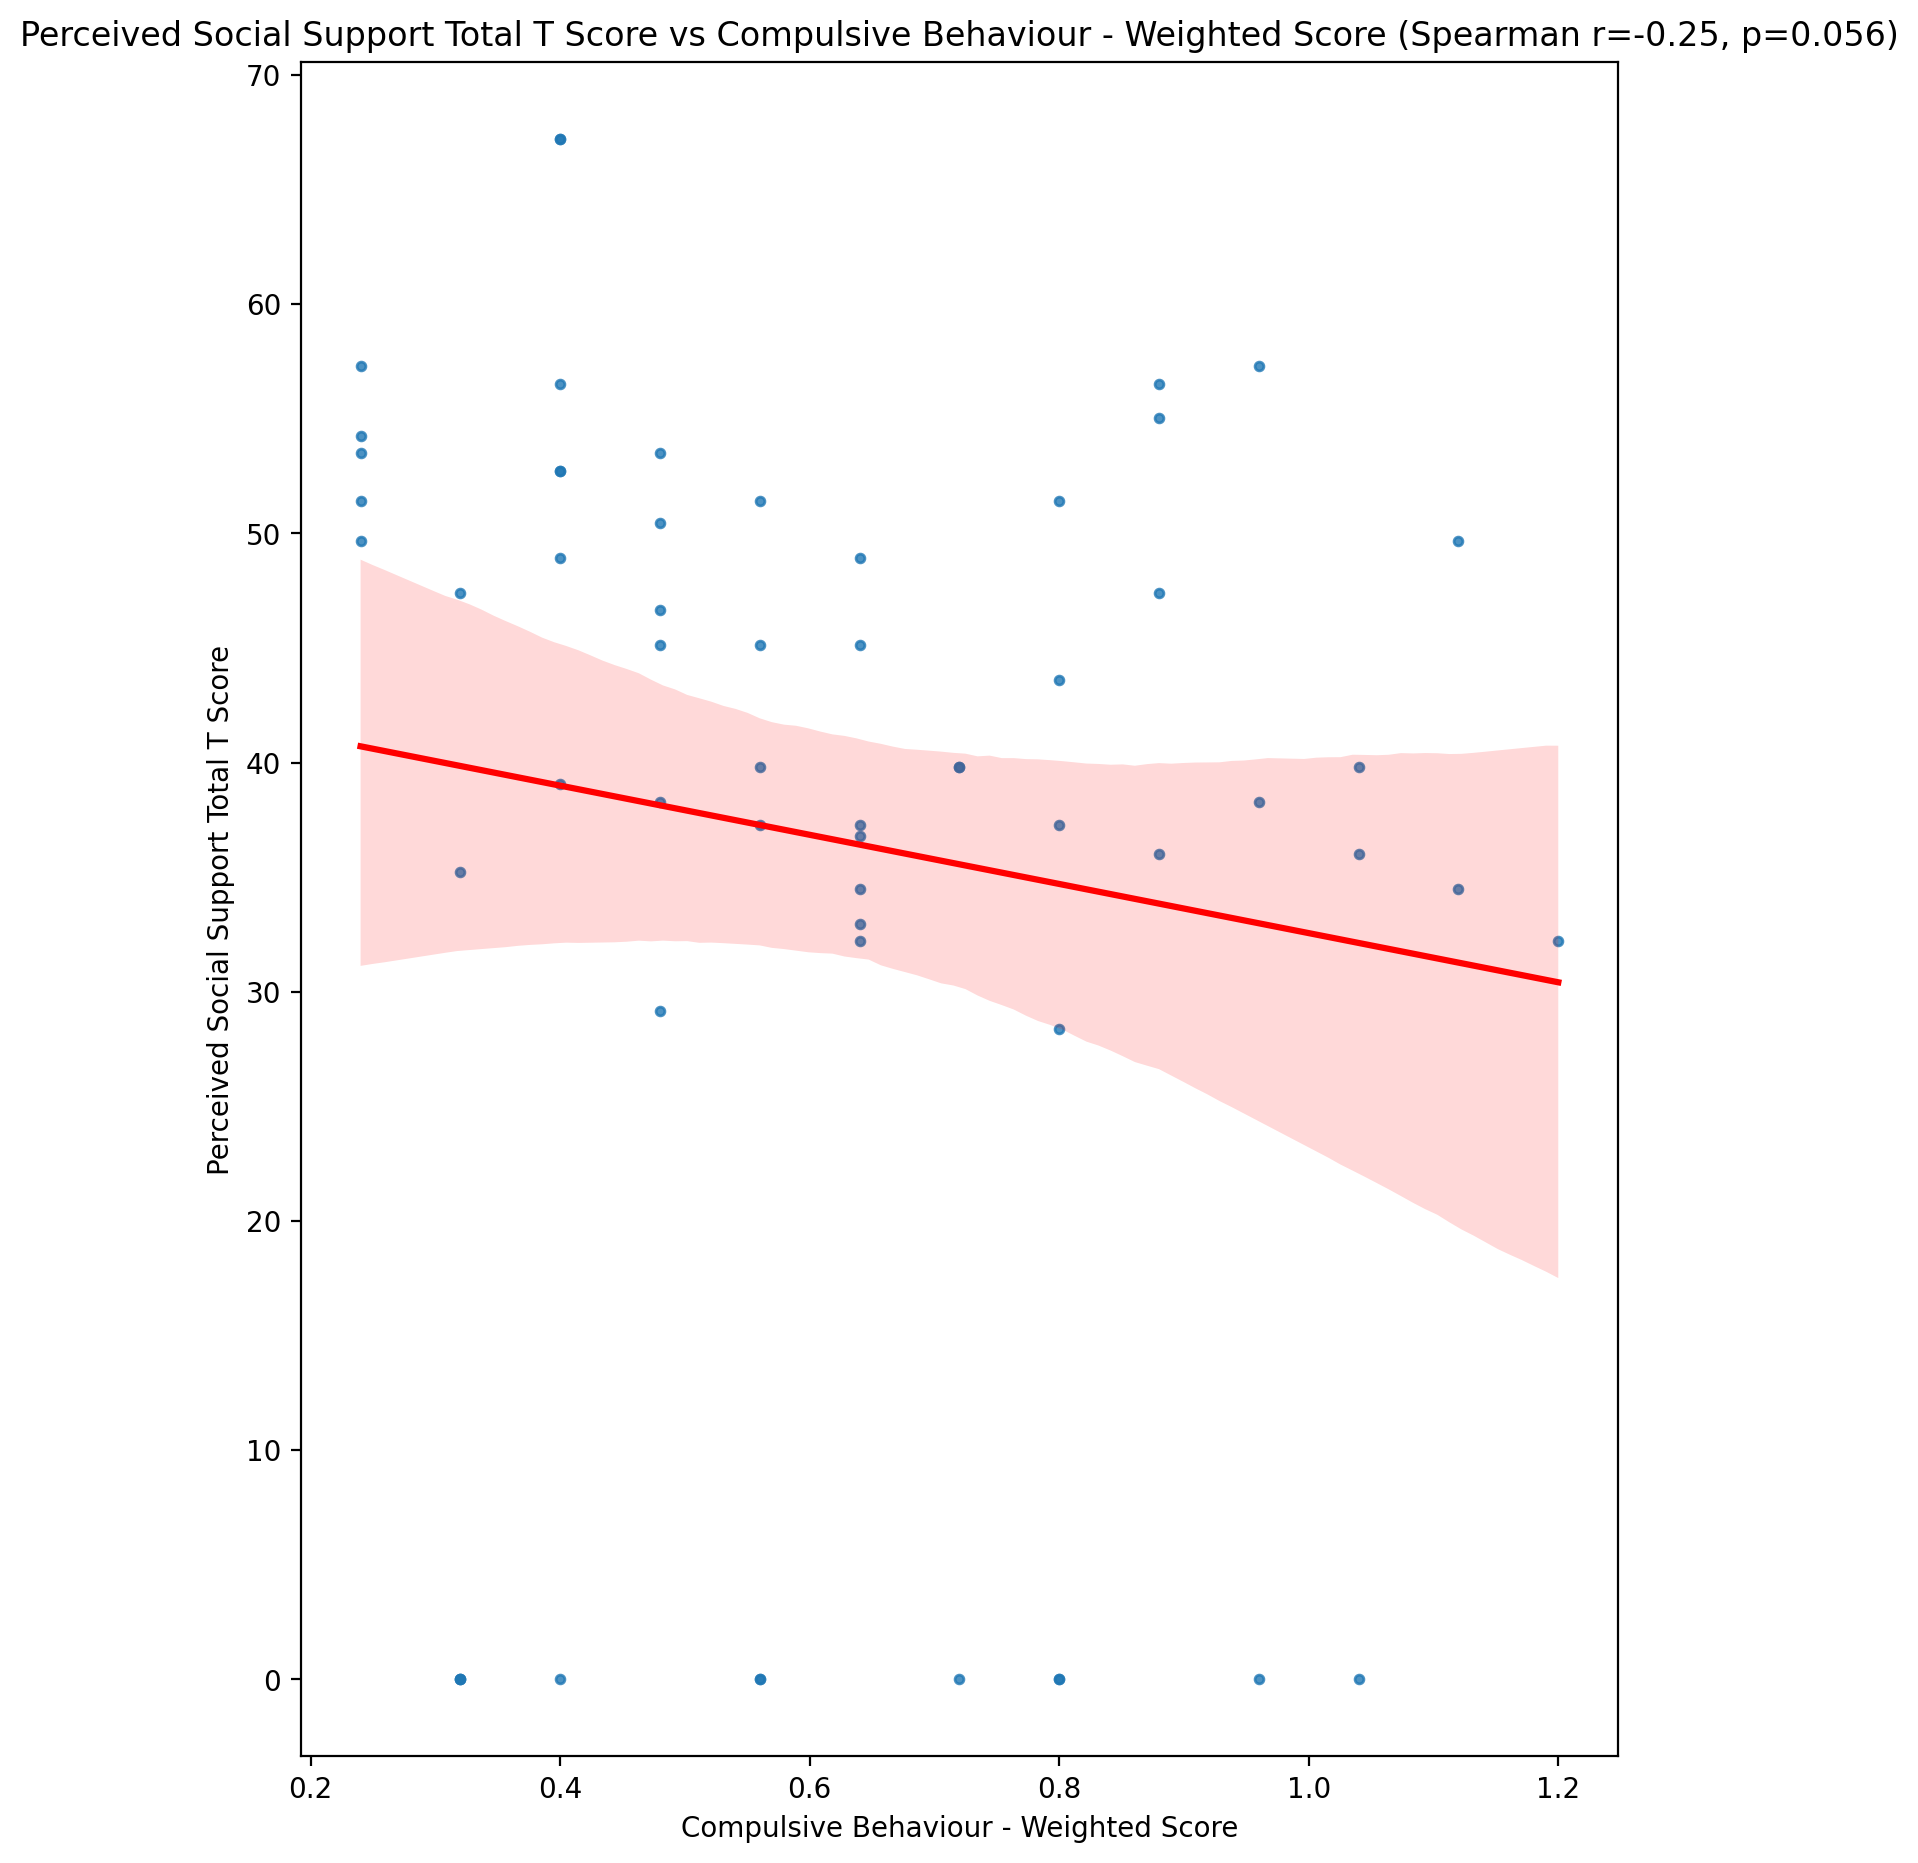 Perceived Social Support Total T Score vs Compulsive Behaviour - Weighted Score (Spearman r=-0.25, p=0.056)
70
60
50
40
30
20
10
0
Perceived Social Support Total T Score
0.2 0.4 0.6 0.8 1.0 1.2
Compulsive Behaviour - Weighted Score